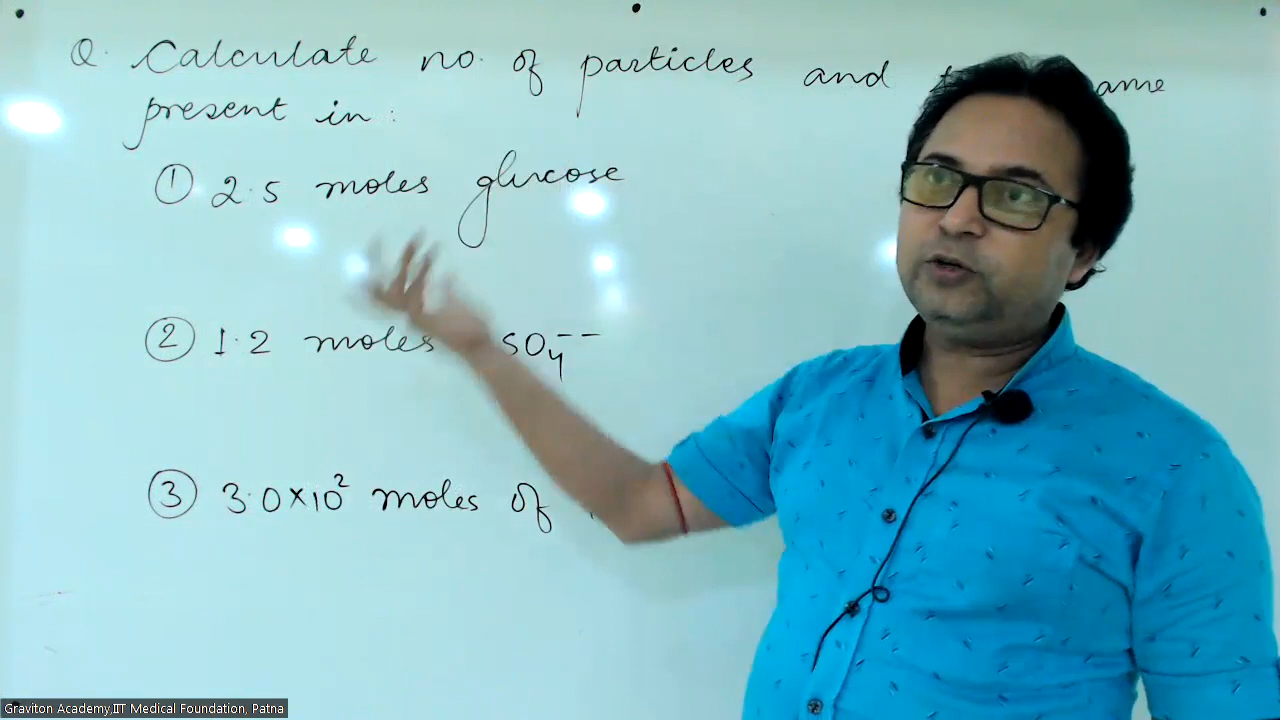 Q. Calculate no. of particles and ame
present in:
① 2.5 moles glucose
② 1.2 moles SO₄⁻⁻
③ 3.0×10² moles of
Graviton Academy,IIT Medical Foundation, Patna